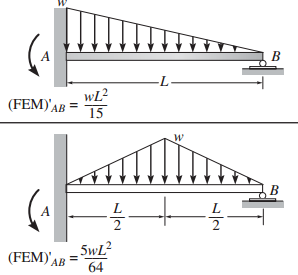 w
A
B
L
(FEM)'AB = wL²/15
w
A
B
L/2
L/2
(FEM)'AB = 5wL²/64